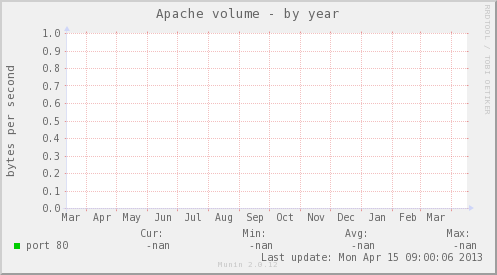 Apache volume - by year
RRDTOOL / TOBI OETIKER
bytes per second
1.0
0.9
0.8
0.7
0.6
0.5
0.4
0.3
0.2
0.1
0.0
Mar Apr May Jun Jul Aug Sep Oct Nov Dec Jan Feb Mar
Cur: Min: Avg: Max:
port 80 -nan -nan -nan -nan
Last update: Mon Apr 15 09:00:06 2013
Munin 2.0.12